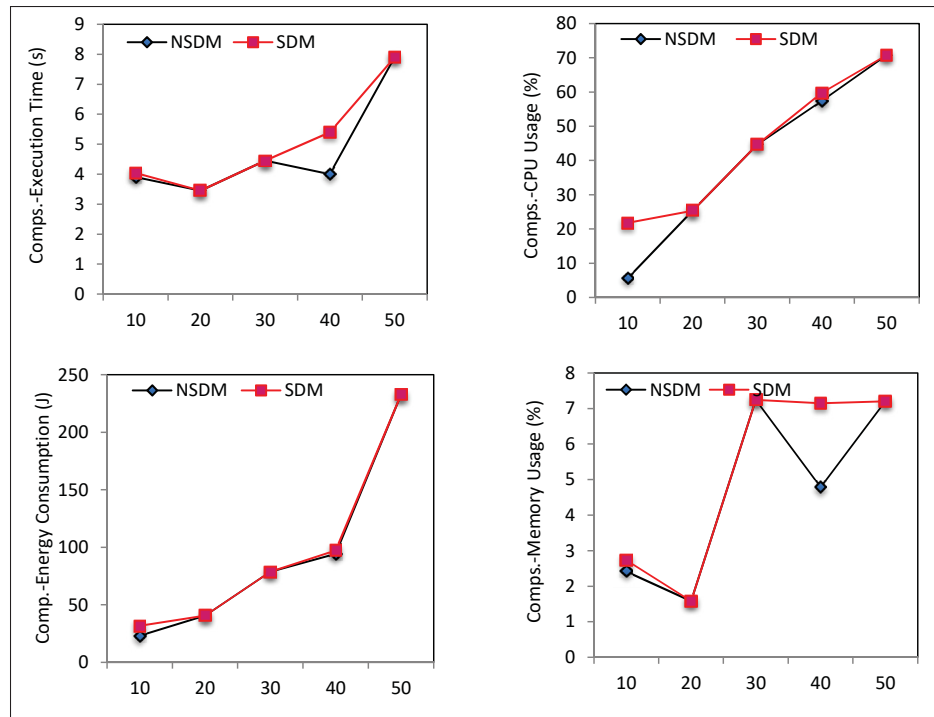 Comps.-Execution Time (s)
9
8
7
6
5
4
3
2
1
0
NSDM
SDM
10 20 30 40 50
Comps.-CPU Usage (%)
80
70
60
50
40
30
20
10
0
NSDM
SDM
10 20 30 40 50
Comp.-Energy Consumption (J)
250
200
150
100
50
0
NSDM
SDM
10 20 30 40 50
Comps.-Memory Usage (%)
8
7
6
5
4
3
2
1
0
NSDM
SDM
10 20 30 40 50